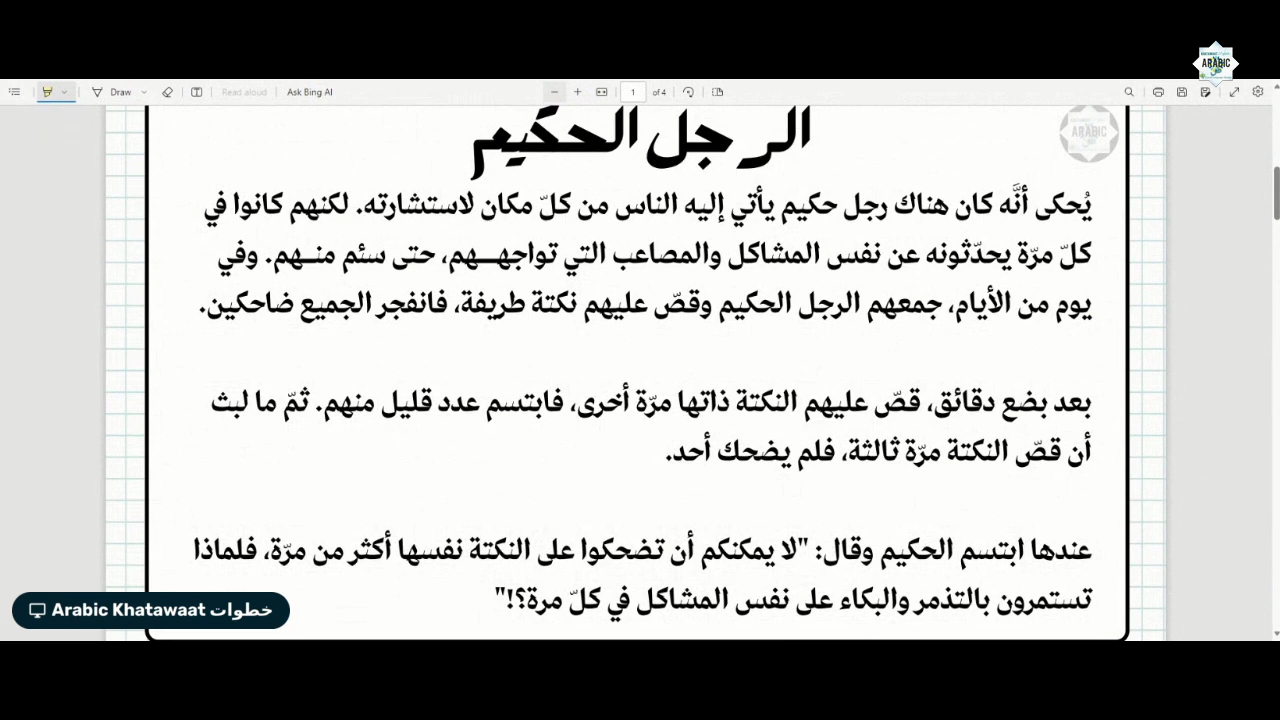 ARABIC
Draw
Read aloud
Ask Bing AI
1
of 4
ARABIC
الرجل الحكيم
يُحكى أنَّه كان هناك رجل حكيم يأتي إليه الناس من كلّ مكان لاستشارته. لكنهم كانوا في
كلّ مرّة يحدّثونه عن نفس المشاكل والمصاعب التي تواجهـــهم، حتى سئم منــهم. وفي
يوم من الأيام، جمعهم الرجل الحكيم وقصّ عليهم نكتة طريفة، فانفجر الجميع ضاحكين.
بعد بضع دقائق، قصّ عليهم النكتة ذاتها مرّة أخرى، فابتسم عدد قليل منهم. ثمّ ما لبث
أن قصّ النكتة مرّة ثالثة، فلم يضحك أحد.
عندها ابتسم الحكيم وقال: "لا يمكنكم أن تضحكوا على النكتة نفسها أكثر من مرّة، فلماذا
تستمرون بالتذمر والبكاء على نفس المشاكل في كلّ مرة؟!"
Arabic Khatawaat خطوات